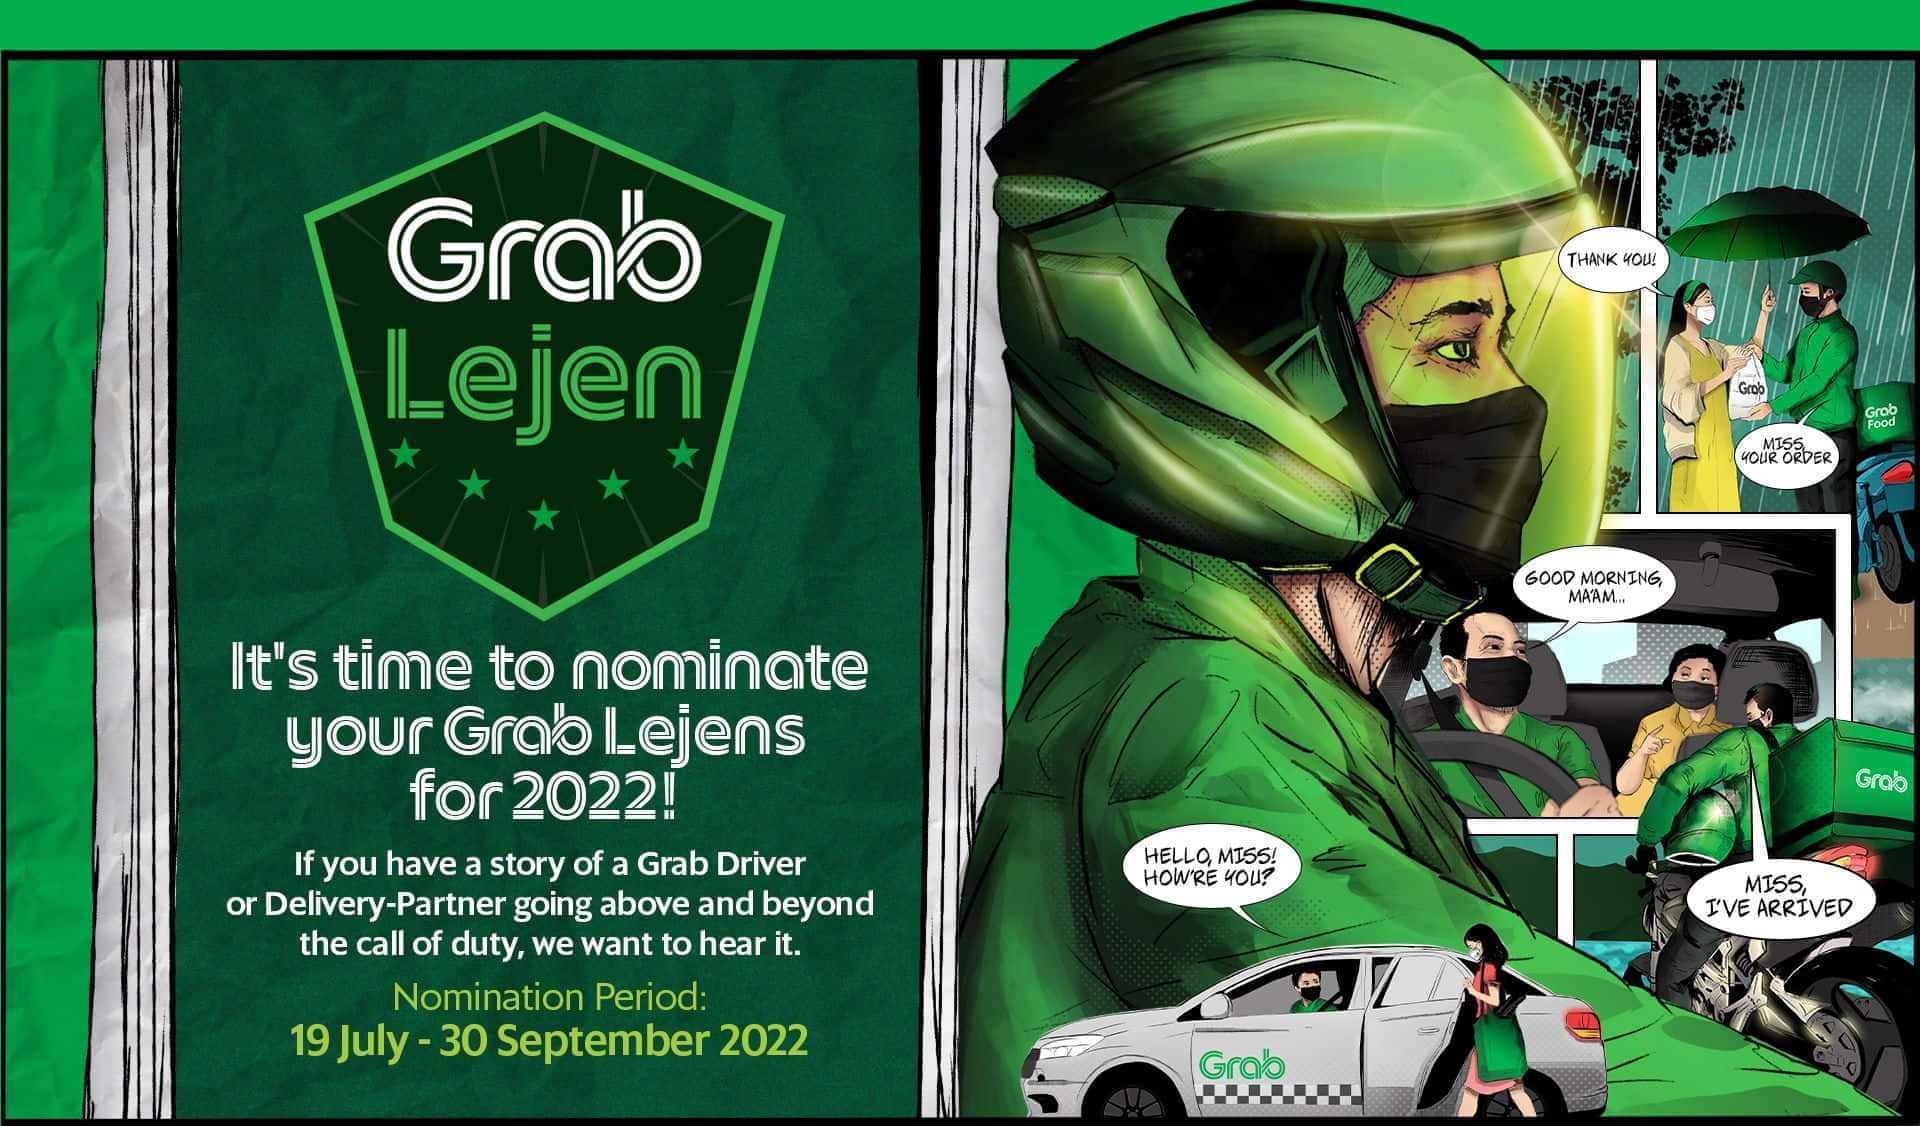 Grab
Lejen
It's time to nominate
your Grab Lejens
for 2022!
If you have a story of a Grab Driver
or Delivery-Partner going above and beyond
the call of duty, we want to hear it.
Nomination Period:
19 July - 30 September 2022
THANK YOU!
Grab
Grab
Food
MISS,
YOUR ORDER
GOOD MORNING,
MA'AM...
Grab
HELLO, MISS!
HOW'RE YOU?
MISS,
I'VE ARRIVED
Grab